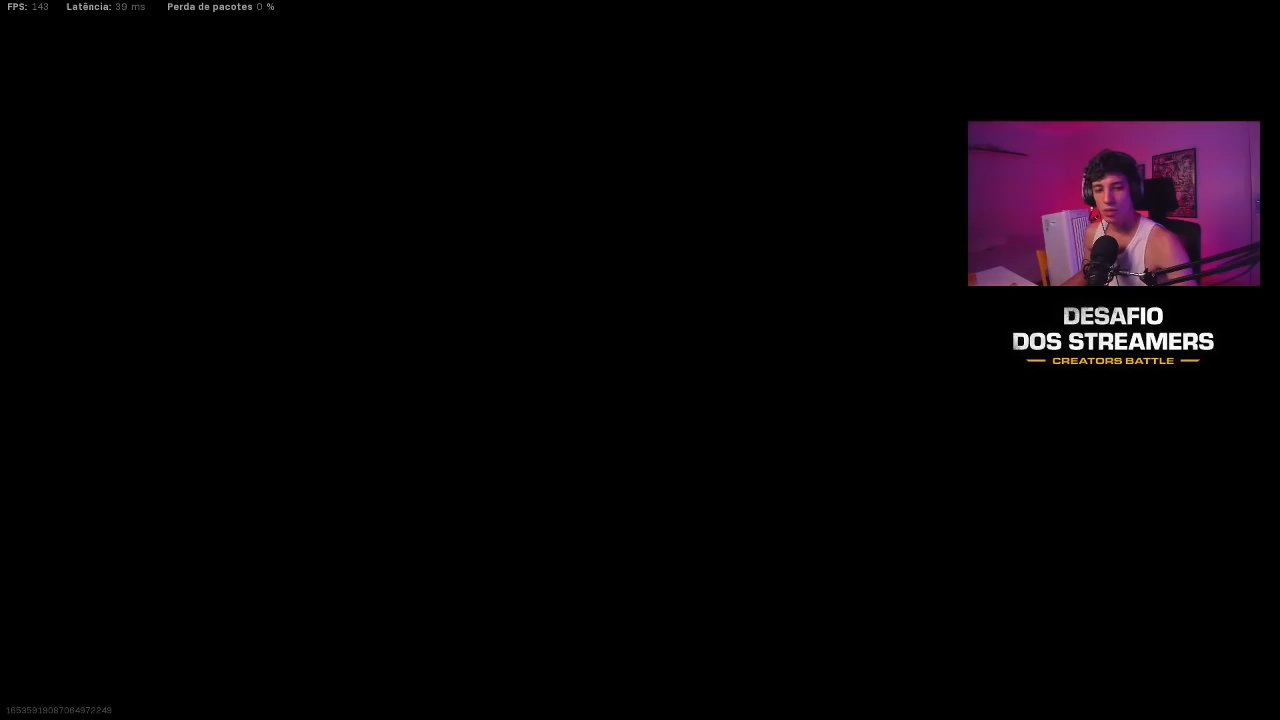 FPS: 143 Latência: 39 ms Perda de pacotes 0 %
DESAFIO
DOS STREAMERS
CREATORS BATTLE